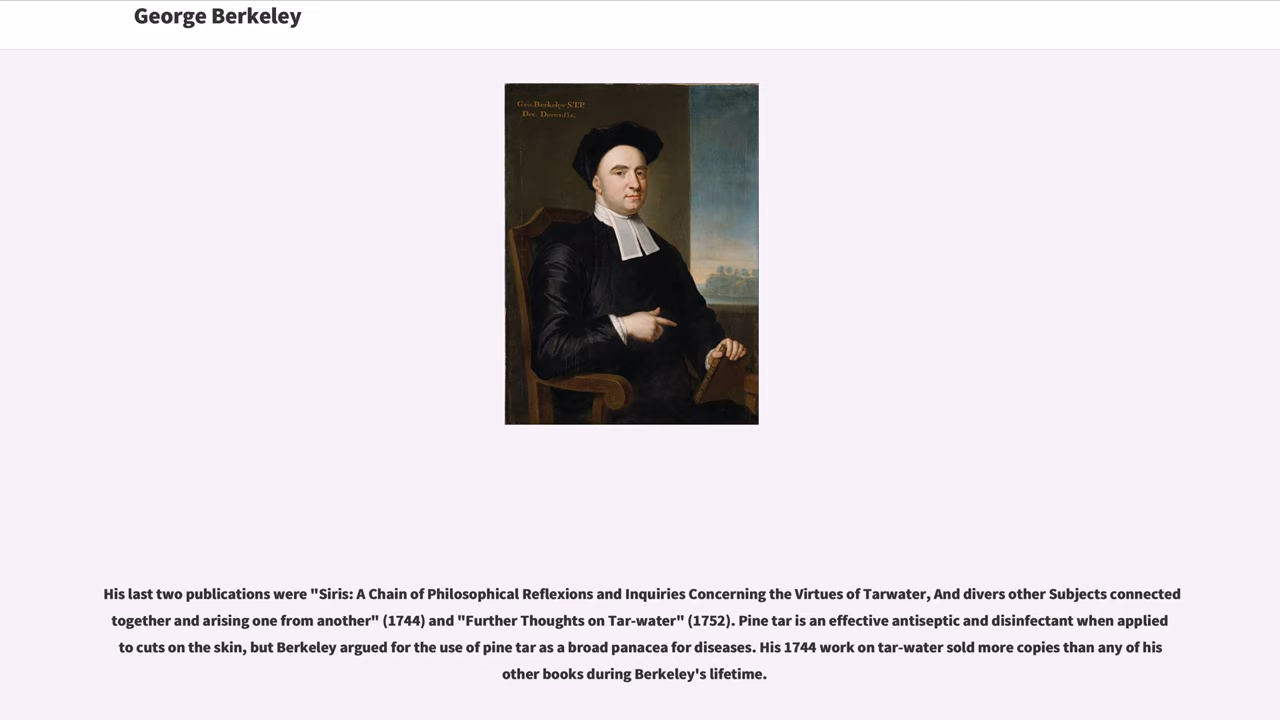 George Berkeley
Geo. Berkeley S.T.P.
Dec.
His last two publications were "Siris: A Chain of Philosophical Reflexions and Inquiries Concerning the Virtues of Tarwater, And divers other Subjects connected
together and arising one from another" (1744) and "Further Thoughts on Tar-water" (1752). Pine tar is an effective antiseptic and disinfectant when applied
to cuts on the skin, but Berkeley argued for the use of pine tar as a broad panacea for diseases. His 1744 work on tar-water sold more copies than any of his
other books during Berkeley's lifetime.